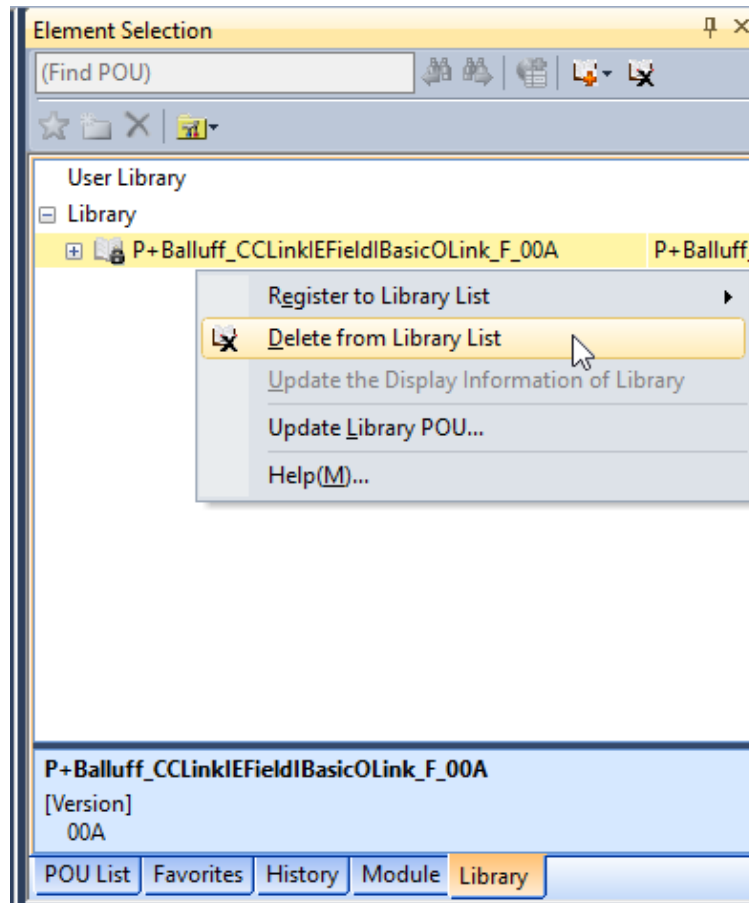 Element Selection
(Find POU)
User Library
Library
P+Balluff_CCLinkIEFieldIBasicOLink_F_00A P+Balluff_
Register to Library List
Delete from Library List
Update the Display Information of Library
Update Library POU...
Help(M)...
P+Balluff_CCLinkIEFieldIBasicOLink_F_00A
[Version]
00A
POU List Favorites History Module Library